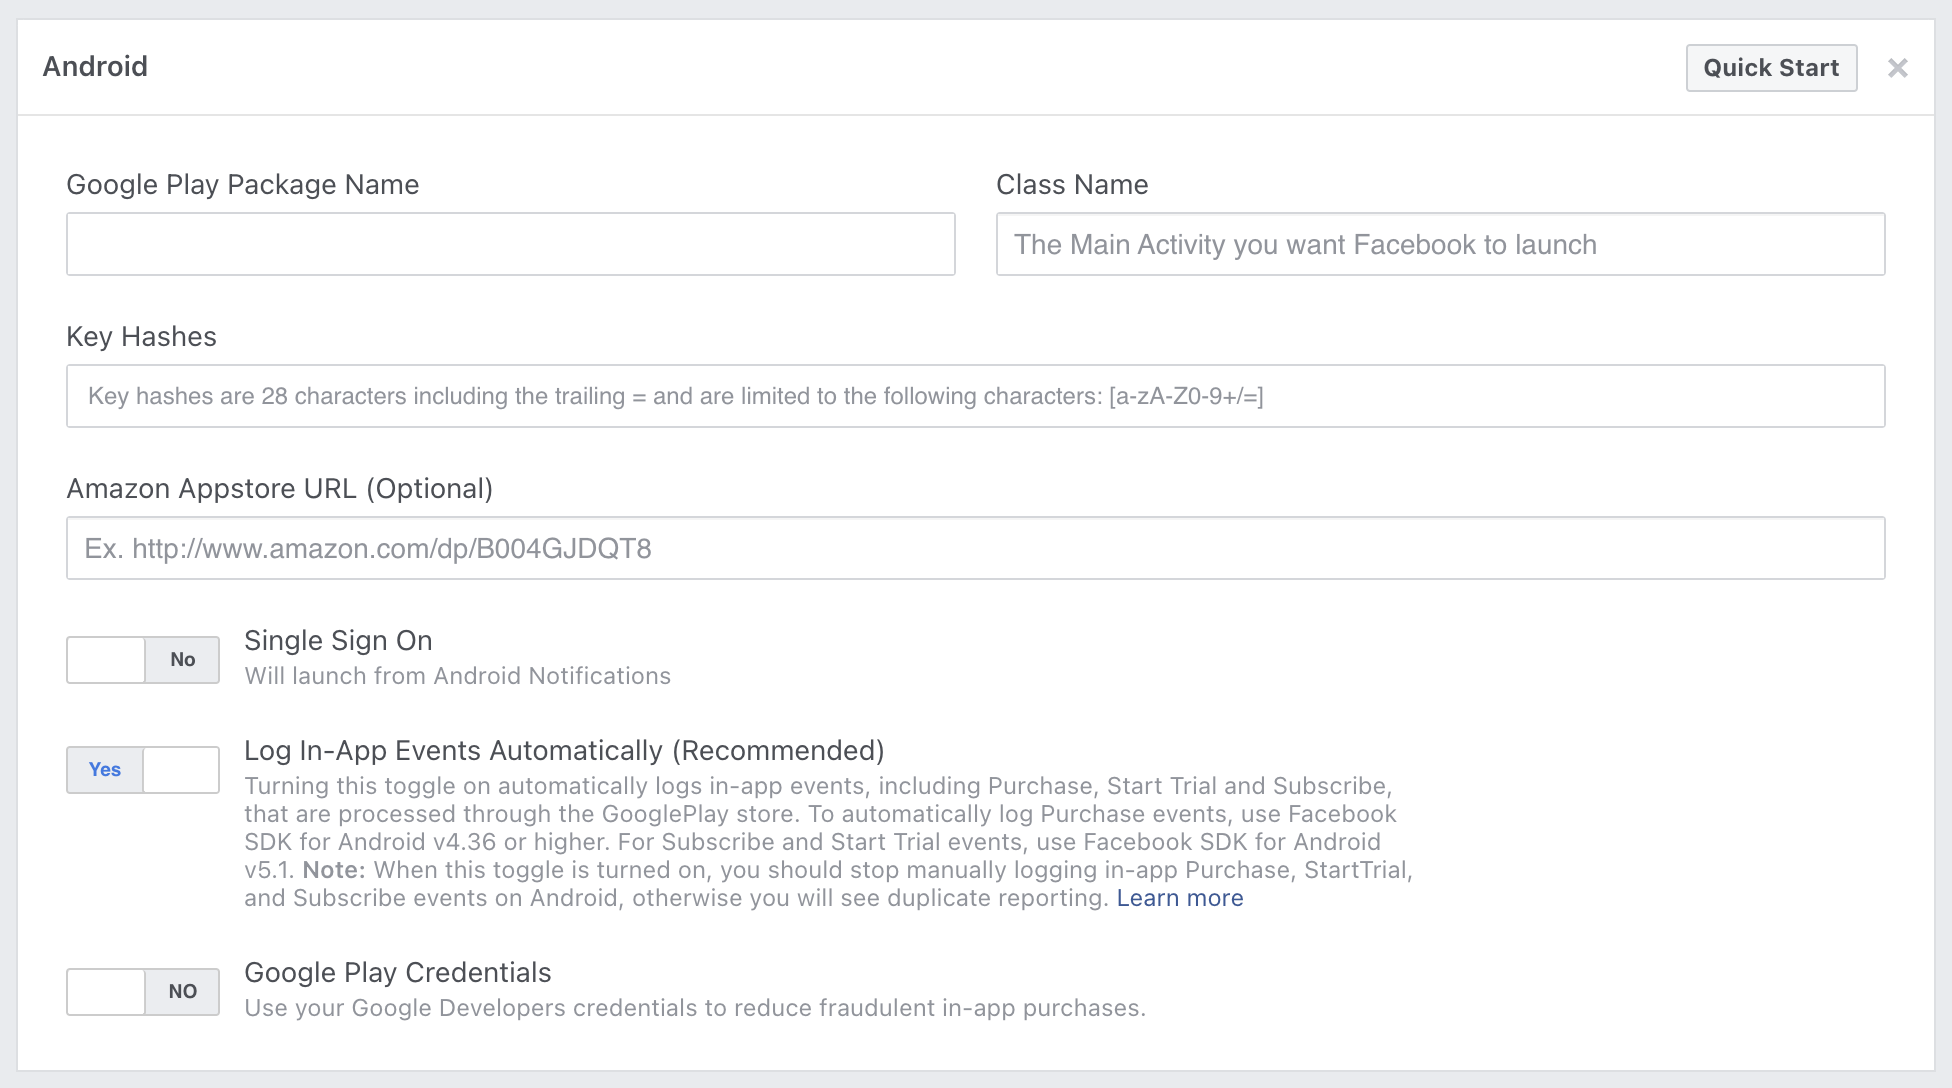 Android
Quick Start
Google Play Package Name
Class Name
The Main Activity you want Facebook to launch
Key Hashes
Key hashes are 28 characters including the trailing = and are limited to the following characters: [a-zA-Z0-9+/=]
Amazon Appstore URL (Optional)
Ex. http://www.amazon.com/dp/B004GJDQT8
No
Single Sign On
Will launch from Android Notifications
Yes
Log In-App Events Automatically (Recommended)
Turning this toggle on automatically logs in-app events, including Purchase, Start Trial and Subscribe,
that are processed through the GooglePlay store. To automatically log Purchase events, use Facebook
SDK for Android v4.36 or higher. For Subscribe and Start Trial events, use Facebook SDK for Android
v5.1. Note: When this toggle is turned on, you should stop manually logging in-app Purchase, StartTrial,
and Subscribe events on Android, otherwise you will see duplicate reporting. Learn more
NO
Google Play Credentials
Use your Google Developers credentials to reduce fraudulent in-app purchases.